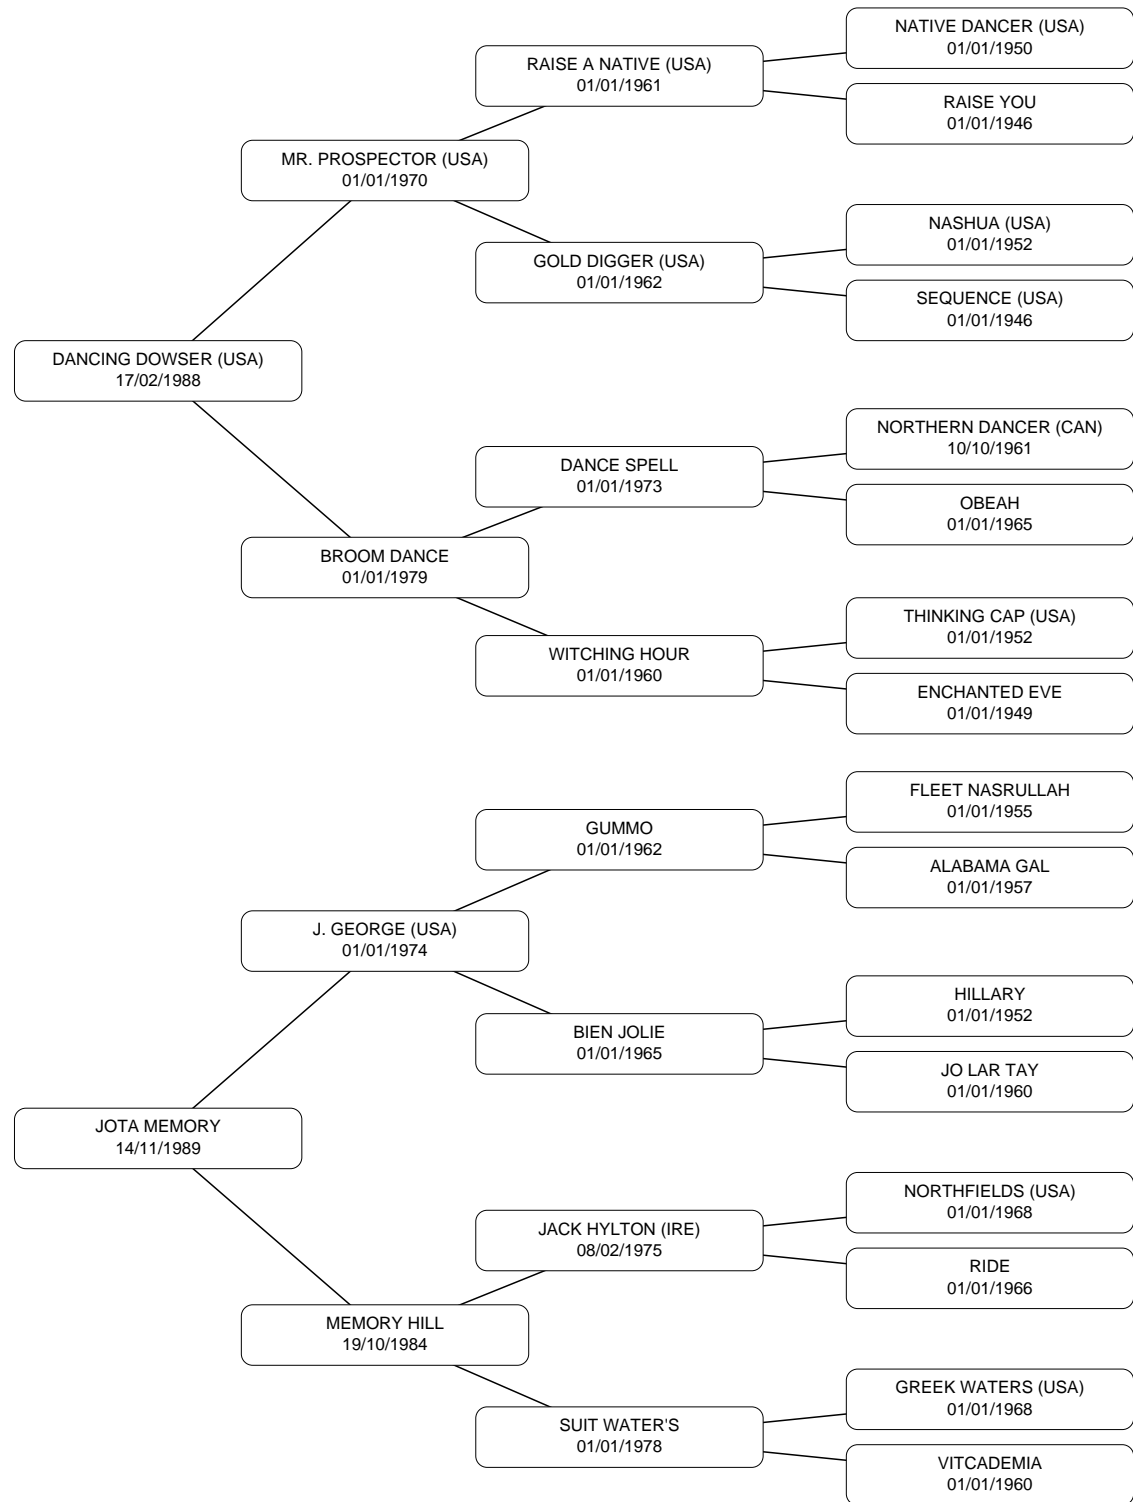 NATIVE DANCER (USA)
01/01/1950
RAISE A NATIVE (USA)
01/01/1961
RAISE YOU
01/01/1946
MR. PROSPECTOR (USA)
01/01/1970
NASHUA (USA)
01/01/1952
GOLD DIGGER (USA)
01/01/1962
SEQUENCE (USA)
01/01/1946
DANCING DOWSER (USA)
17/02/1988
NORTHERN DANCER (CAN)
10/10/1961
DANCE SPELL
01/01/1973
OBEAH
01/01/1965
BROOM DANCE
01/01/1979
THINKING CAP (USA)
01/01/1952
WITCHING HOUR
01/01/1960
ENCHANTED EVE
01/01/1949
FLEET NASRULLAH
01/01/1955
GUMMO
01/01/1962
ALABAMA GAL
01/01/1957
J. GEORGE (USA)
01/01/1974
HILLARY
01/01/1952
BIEN JOLIE
01/01/1965
JO LAR TAY
01/01/1960
JOTA MEMORY
14/11/1989
NORTHFIELDS (USA)
01/01/1968
JACK HYLTON (IRE)
08/02/1975
RIDE
01/01/1966
MEMORY HILL
19/10/1984
GREEK WATERS (USA)
01/01/1968
SUIT WATER'S
01/01/1978
VITCADEMIA
01/01/1960